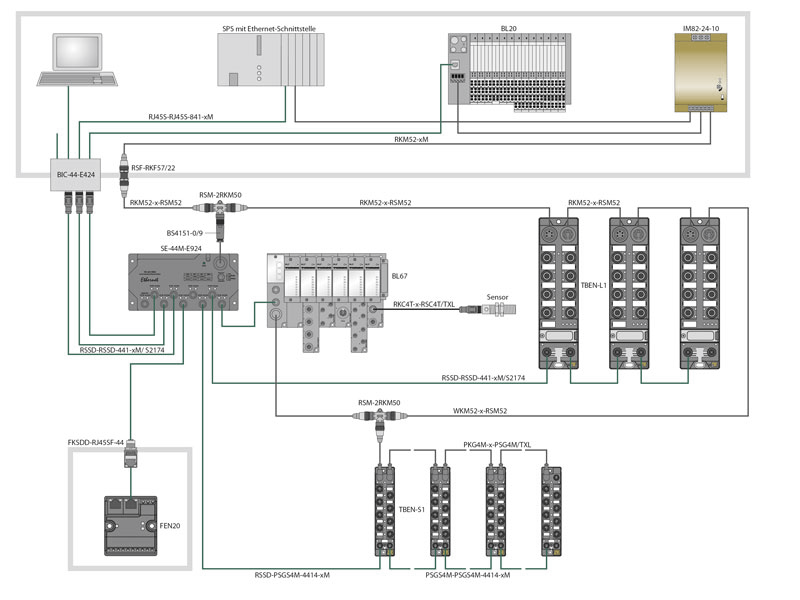 SPS mit Ethernet-Schnittstelle
BL20
IM82-24-10
RJ45S-RJ45S-841-xM
RKM52-xM
BIC-44-E424
RSF-RKF57/22
RSM-2RKM50
RKM52-x-RSM52
RKM52-x-RSM52
RKM52-x-RSM52
BS4151-0/9
SE-44M-E924
Ethernet
BL67
TBEN-L1
Sensor
RKC4T-x-RSC4T/TXL
RSSD-RSSD-441-xM/ S2174
RSSD-RSSD-441-xM/S2174
RSM-2RKM50
WKM52-x-RSM52
FKSDD-RJ45SF-44
PKG4M-x-PSG4M/TXL
TBEN-S1
FEN20
RSSD-PSGS4M-4414-xM
PSGS4M-PSGS4M-4414-xM